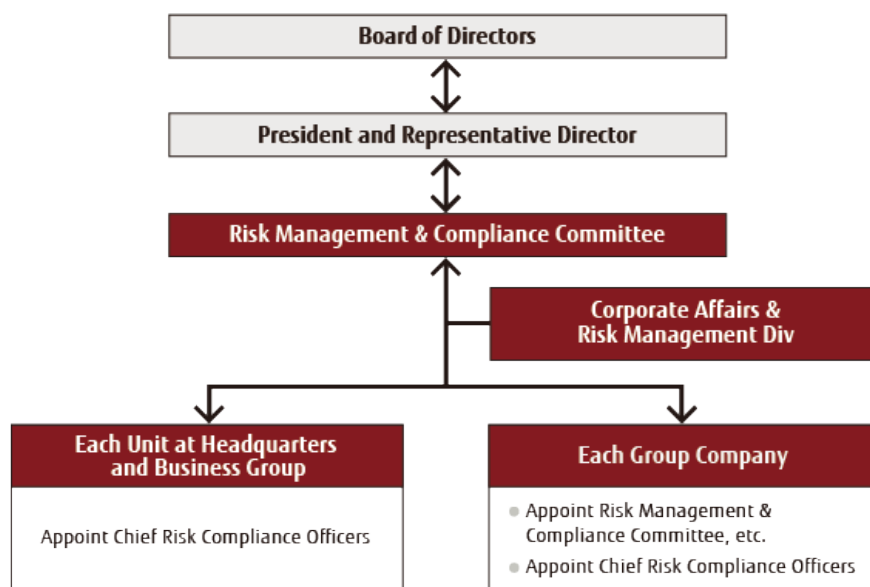 Board of Directors
President and Representative Director
Risk Management & Compliance Committee
Corporate Affairs &
Risk Management Div
Each Unit at Headquarters
and Business Group
Appoint Chief Risk Compliance Officers
Each Group Company
Appoint Risk Management &
Compliance Committee, etc.
Appoint Chief Risk Compliance Officers